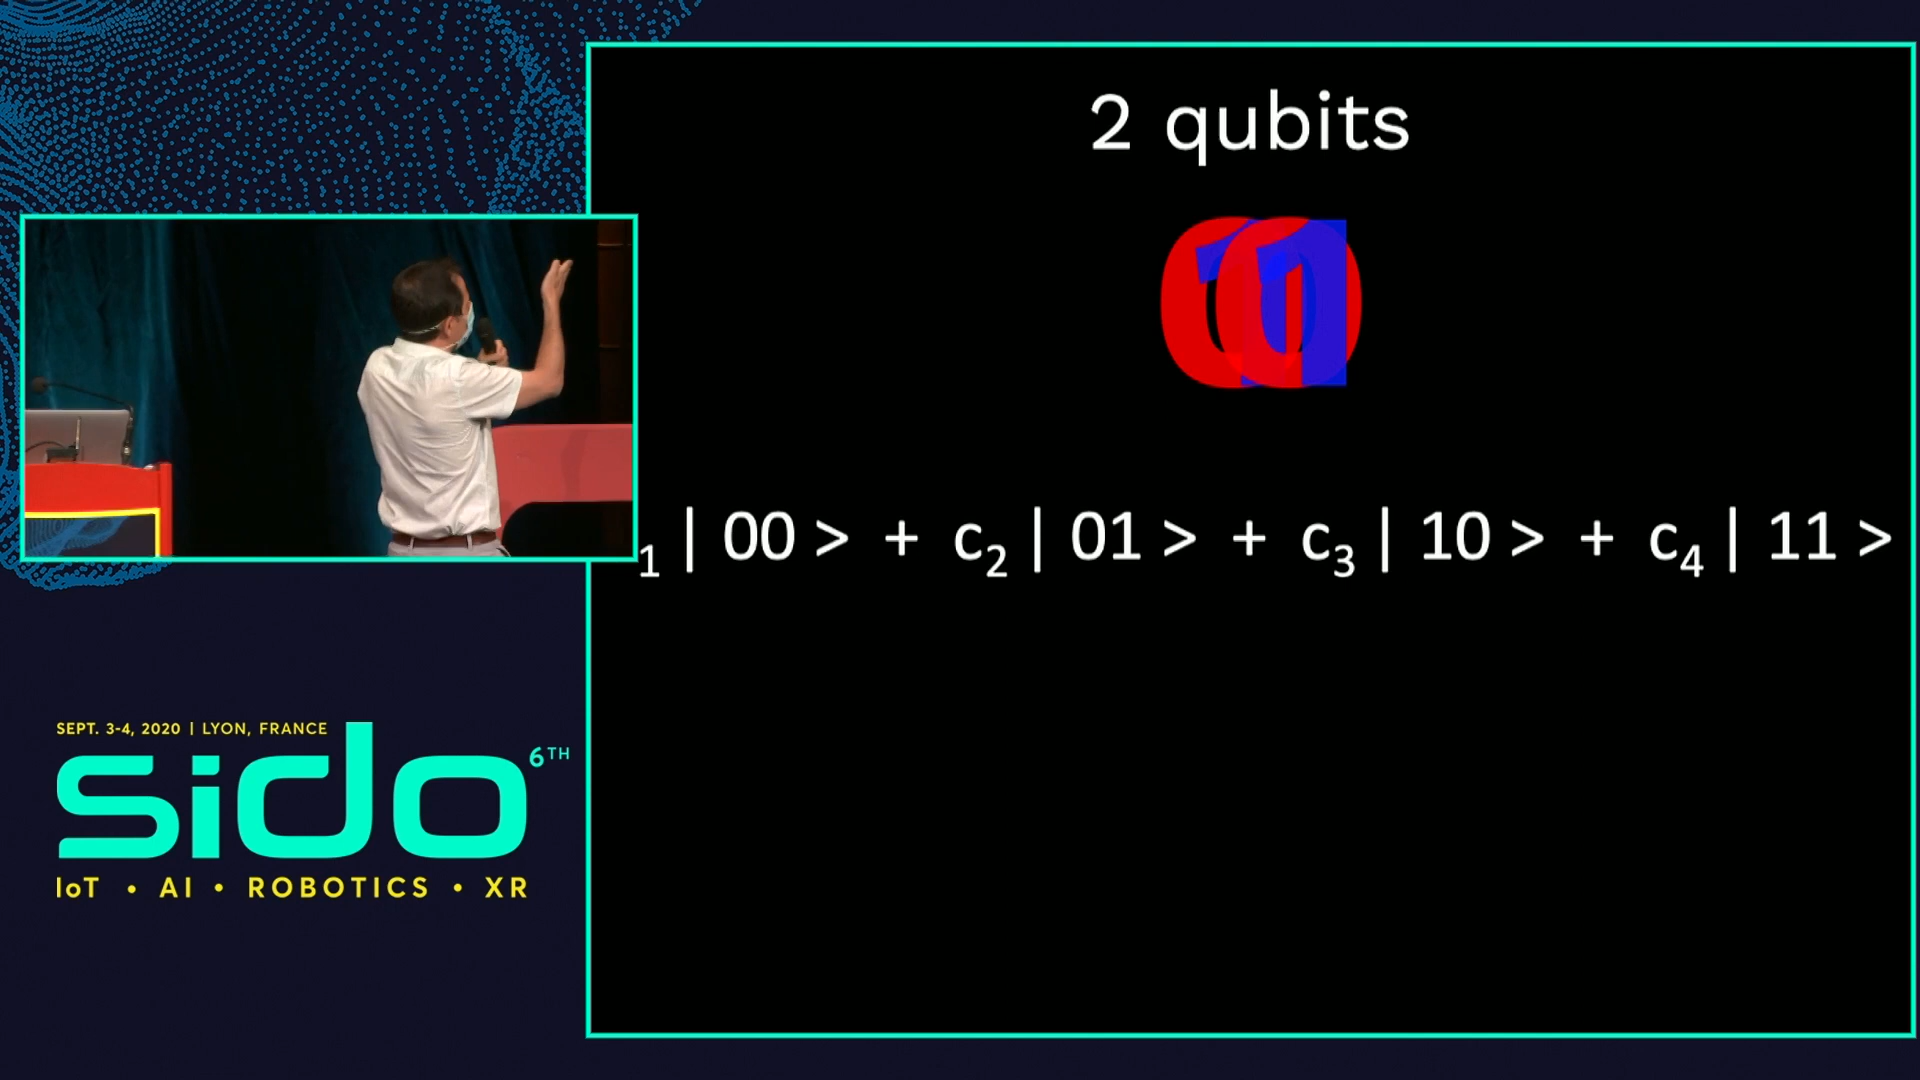 2 qubits
01
₁ | 00 > + c₂ | 01 > + c₃ | 10 > + c₄ | 11 >
SEPT. 3-4, 2020 | LYON, FRANCE
sido 6TH
IoT • AI • ROBOTICS • XR